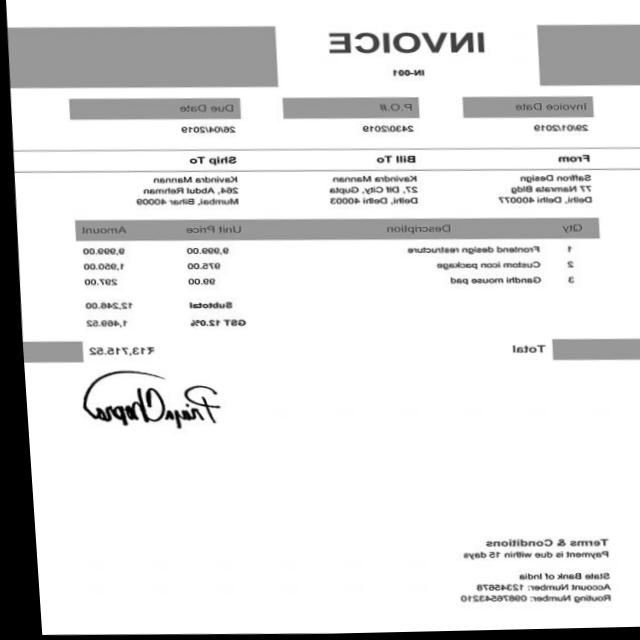 INVOICE
IN-001
Invoice Date P.O.# Due Date
29/01/2019 2430/2019 26/04/2019
From Bill To Ship To
Saffron Design Kavindra Mannan Kavindra Mannan
77 Namrata Bldg 27, Dlf City, Gupta 264, Abdul Rehman
Delhi, Delhi 400077 Delhi, Delhi 40003 Mumbai, Bihar 40009
Qty Description Unit Price Amount
1 Frontend design restructure 9,999.00 9,999.00
2 Custom icon package 975.00 1,950.00
3 Gandhi mouse pad 99.00 297.00
Subtotal 12,246.00
GST 12.0% 1,469.52
Total ₹13,715.52
Priya Chopra
Terms & Conditions
Payment is due within 15 days
State Bank of India
Account Number: 12345678
Routing Number: 09876543210